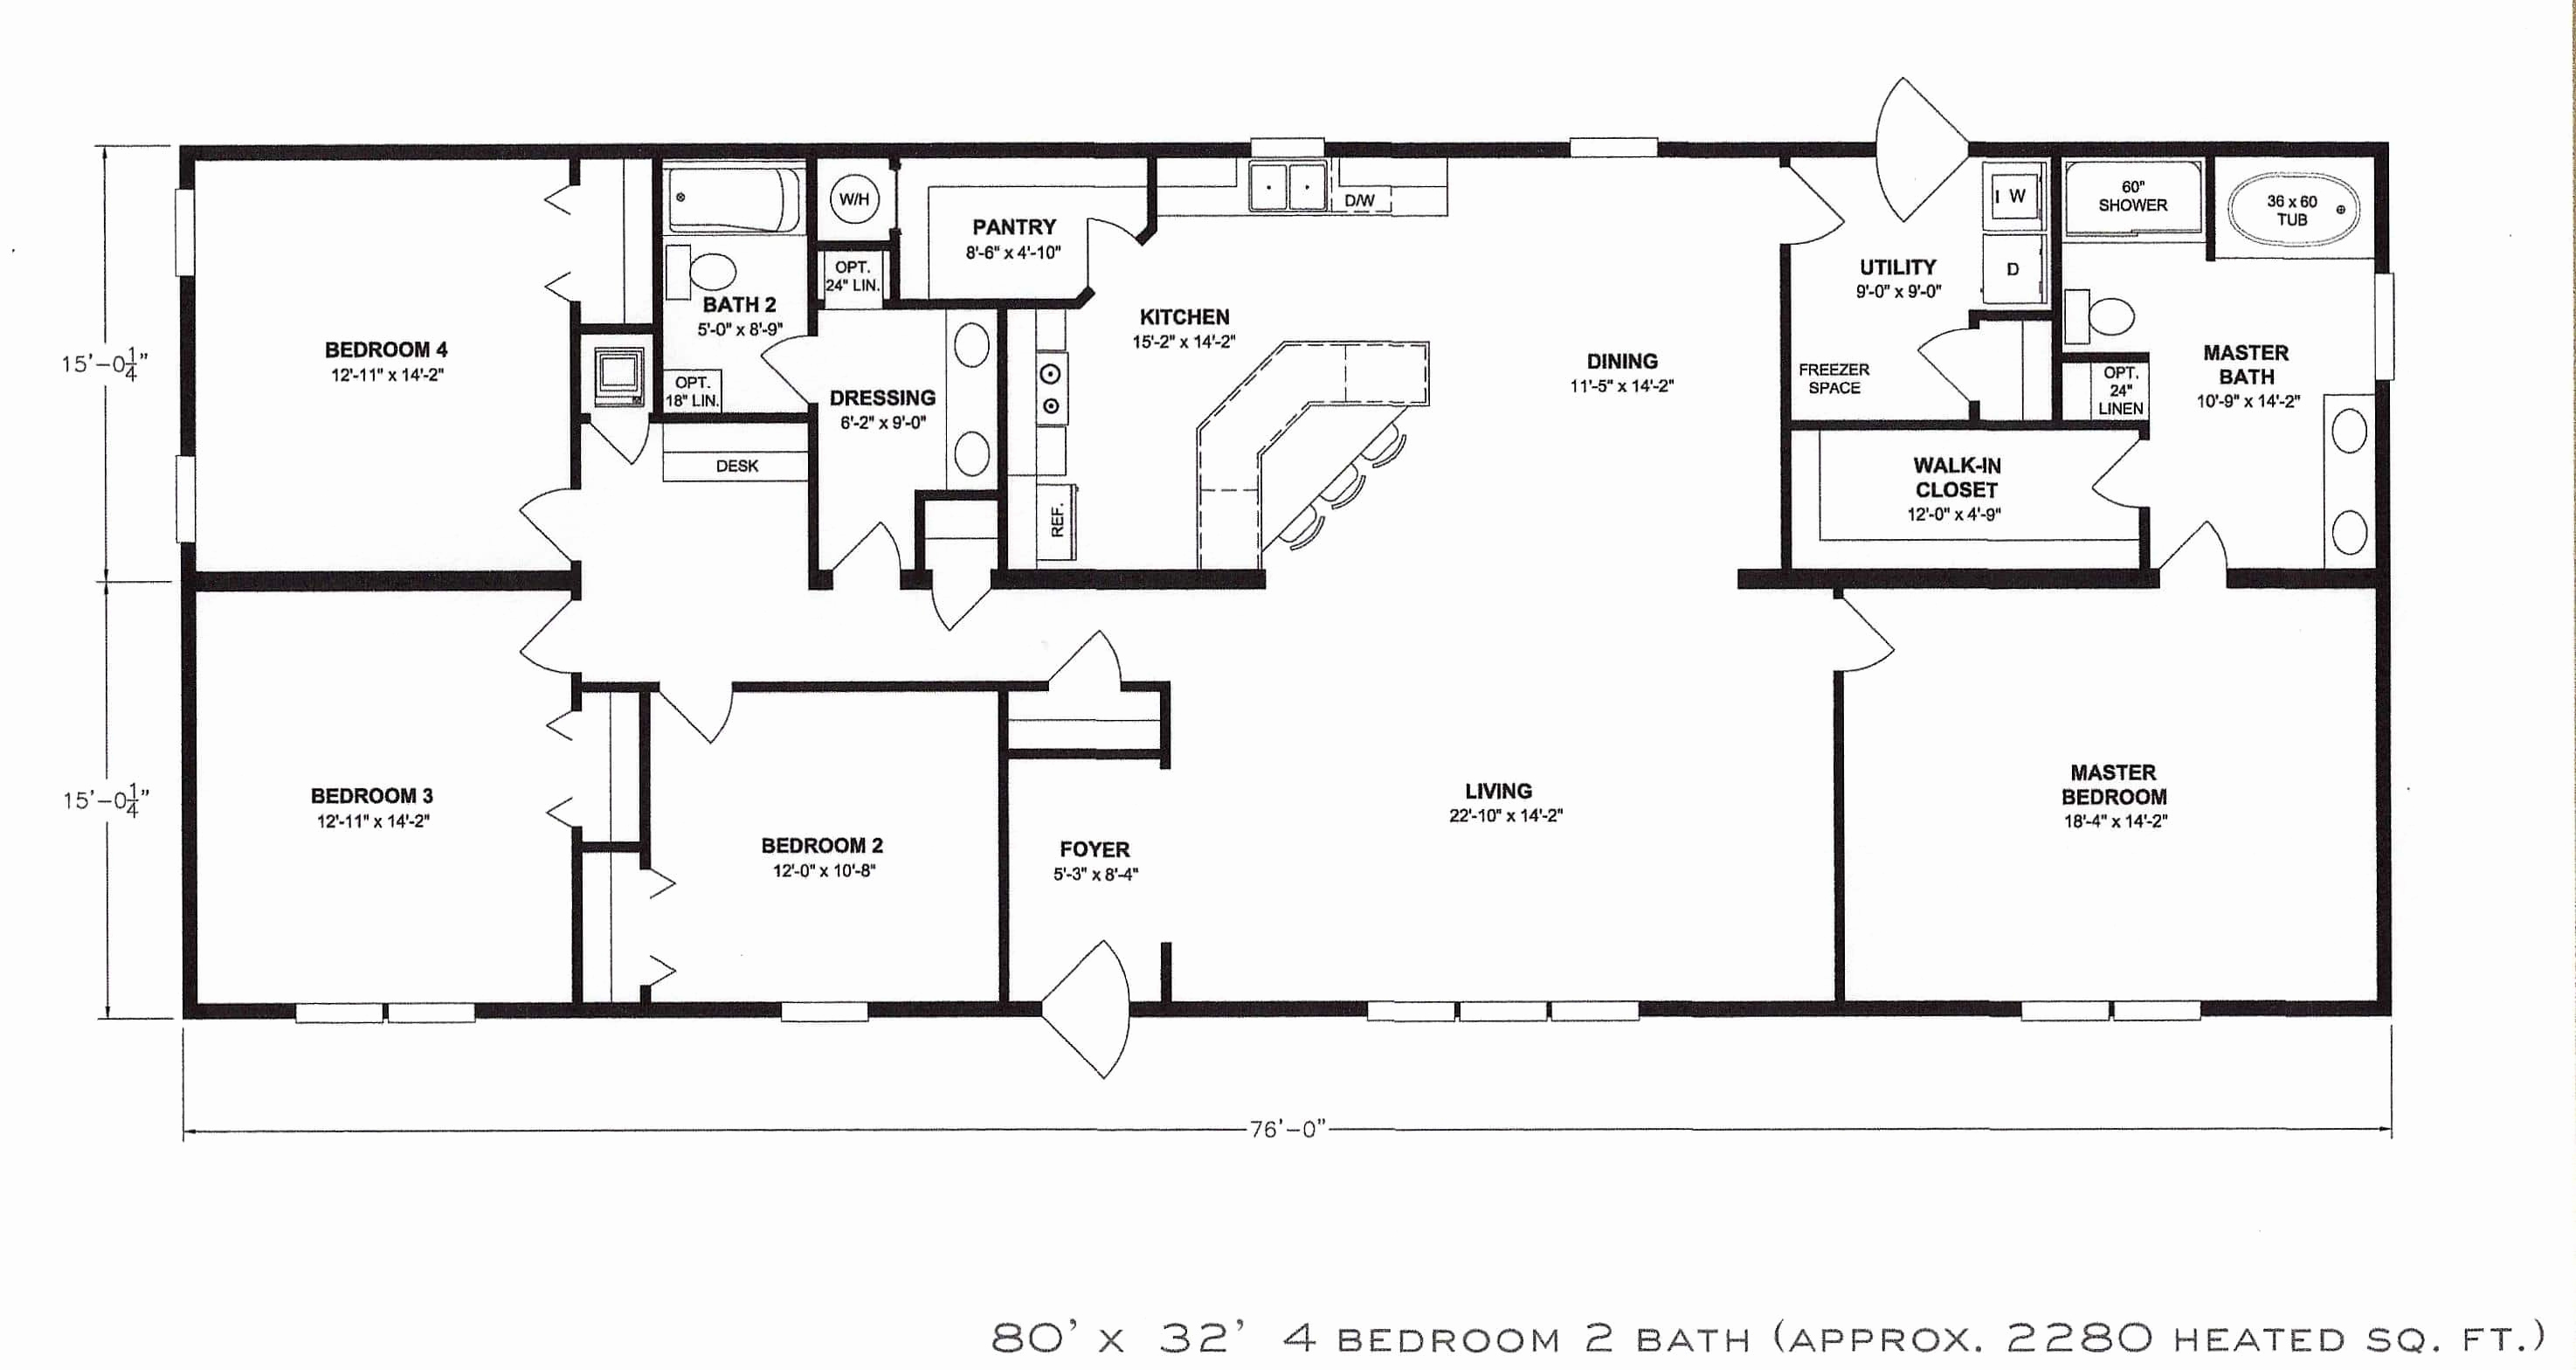 60"
SHOWER
36 x 60
TUB
W/H
I W
D/W
PANTRY
8'-6" x 4'-10"
OPT.
24" LIN.
UTILITY
9'-0" x 9'-0"
D
BATH 2
5'-0" x 8'-9"
KITCHEN
15'-2" x 14'-2"
BEDROOM 4
12'-11" x 14'-2"
15'-0 1/4"
DINING
11'-5" x 14'-2"
FREEZER
SPACE
MASTER
BATH
10'-9" x 14'-2"
OPT.
24"
LINEN
OPT.
18" LIN.
DRESSING
6'-2" x 9'-0"
DESK
WALK-IN
CLOSET
12'-0" x 4'-9"
REF.
15'-0 1/4"
BEDROOM 3
12'-11" x 14'-2"
BEDROOM 2
12'-0" x 10'-8"
FOYER
5'-3" x 8'-4"
LIVING
22'-10" x 14'-2"
MASTER
BEDROOM
18'-4" x 14'-2"
76'-0"
80' x 32' 4 BEDROOM 2 BATH (APPROX. 2280 HEATED SQ. FT.)